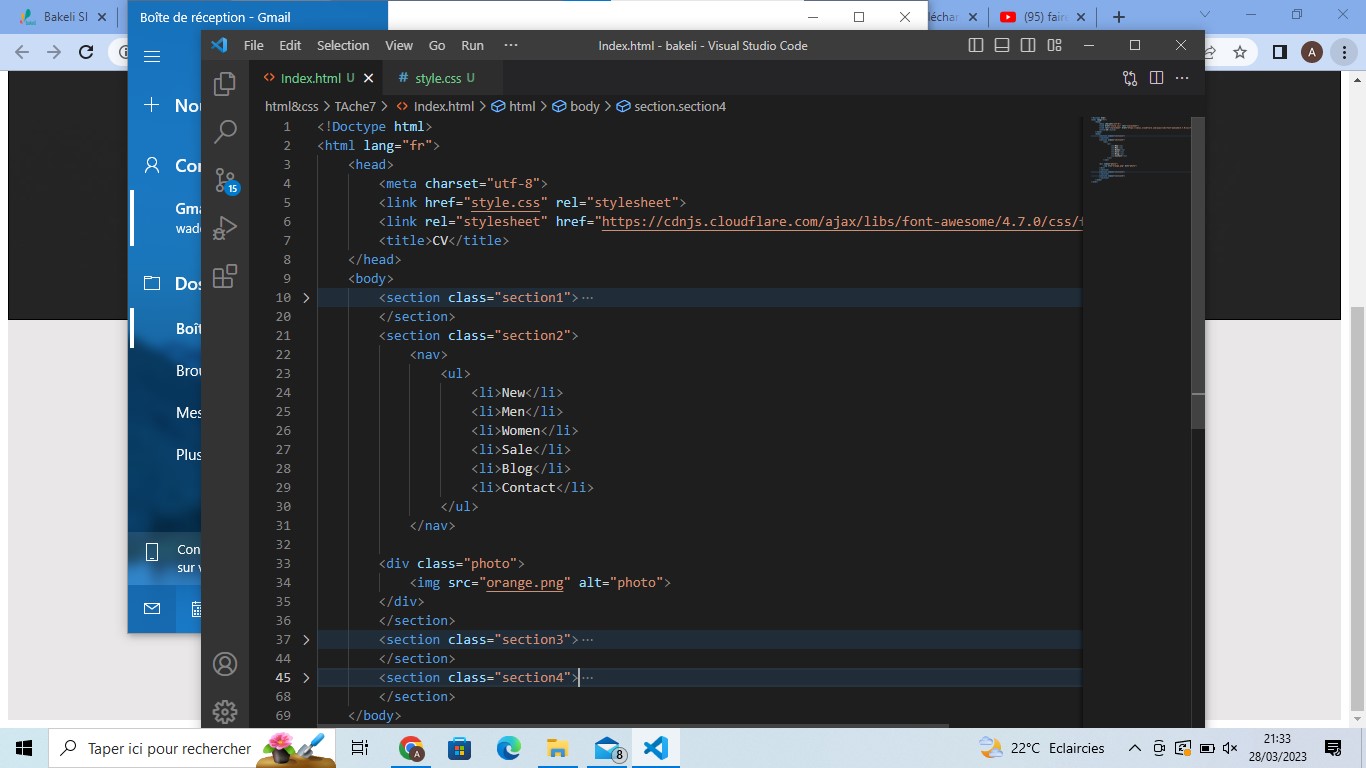 Bakeli SI
Boîte de réception - Gmail
(95) fair
File Edit Selection View Go Run ··· Index.html - bakeli - Visual Studio Code
A
Index.html U
# style.css U
html&css > TAche7 > Index.html > html > body > section.section4
1 <!Doctype html>
2 <html lang="fr">
3 <head>
4 <meta charset="utf-8">
5 <link href="style.css" rel="stylesheet">
6 <link rel="stylesheet" href="https://cdnjs.cloudflare.com/ajax/libs/font-awesome/4.7.0/css/f
7 <title>CV</title>
8 </head>
9 <body>
10 <section class="section1">···
20 </section>
21 <section class="section2">
22 <nav>
23 <ul>
24 <li>New</li>
25 <li>Men</li>
26 <li>Women</li>
27 <li>Sale</li>
28 <li>Blog</li>
29 <li>Contact</li>
30 </ul>
31 </nav>
32
33 <div class="photo">
34 <img src="orange.png" alt="photo">
35 </div>
36 </section>
37 <section class="section3">···
44 </section>
45 <section class="section4">···
68 </section>
69 </body>
15
Nou
Con
Gma
wade
Dos
Boît
Brou
Mes
Plus
Con
sur v
Taper ici pour rechercher
A
8
22°C Eclaircies
21:33
28/03/2023